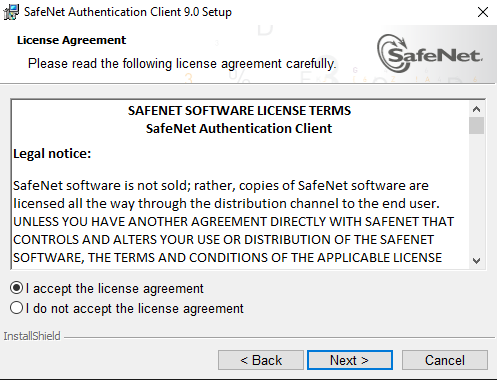 SafeNet Authentication Client 9.0 Setup
License Agreement
Please read the following license agreement carefully.
SafeNet.
SAFENET SOFTWARE LICENSE TERMS
SafeNet Authentication Client
Legal notice:
SafeNet software is not sold; rather, copies of SafeNet software are
licensed all the way through the distribution channel to the end user.
UNLESS YOU HAVE ANOTHER AGREEMENT DIRECTLY WITH SAFENET THAT
CONTROLS AND ALTERS YOUR USE OR DISTRIBUTION OF THE SAFENET
SOFTWARE, THE TERMS AND CONDITIONS OF THE APPLICABLE LICENSE
I accept the license agreement
I do not accept the license agreement
InstallShield
< Back
Next >
Cancel